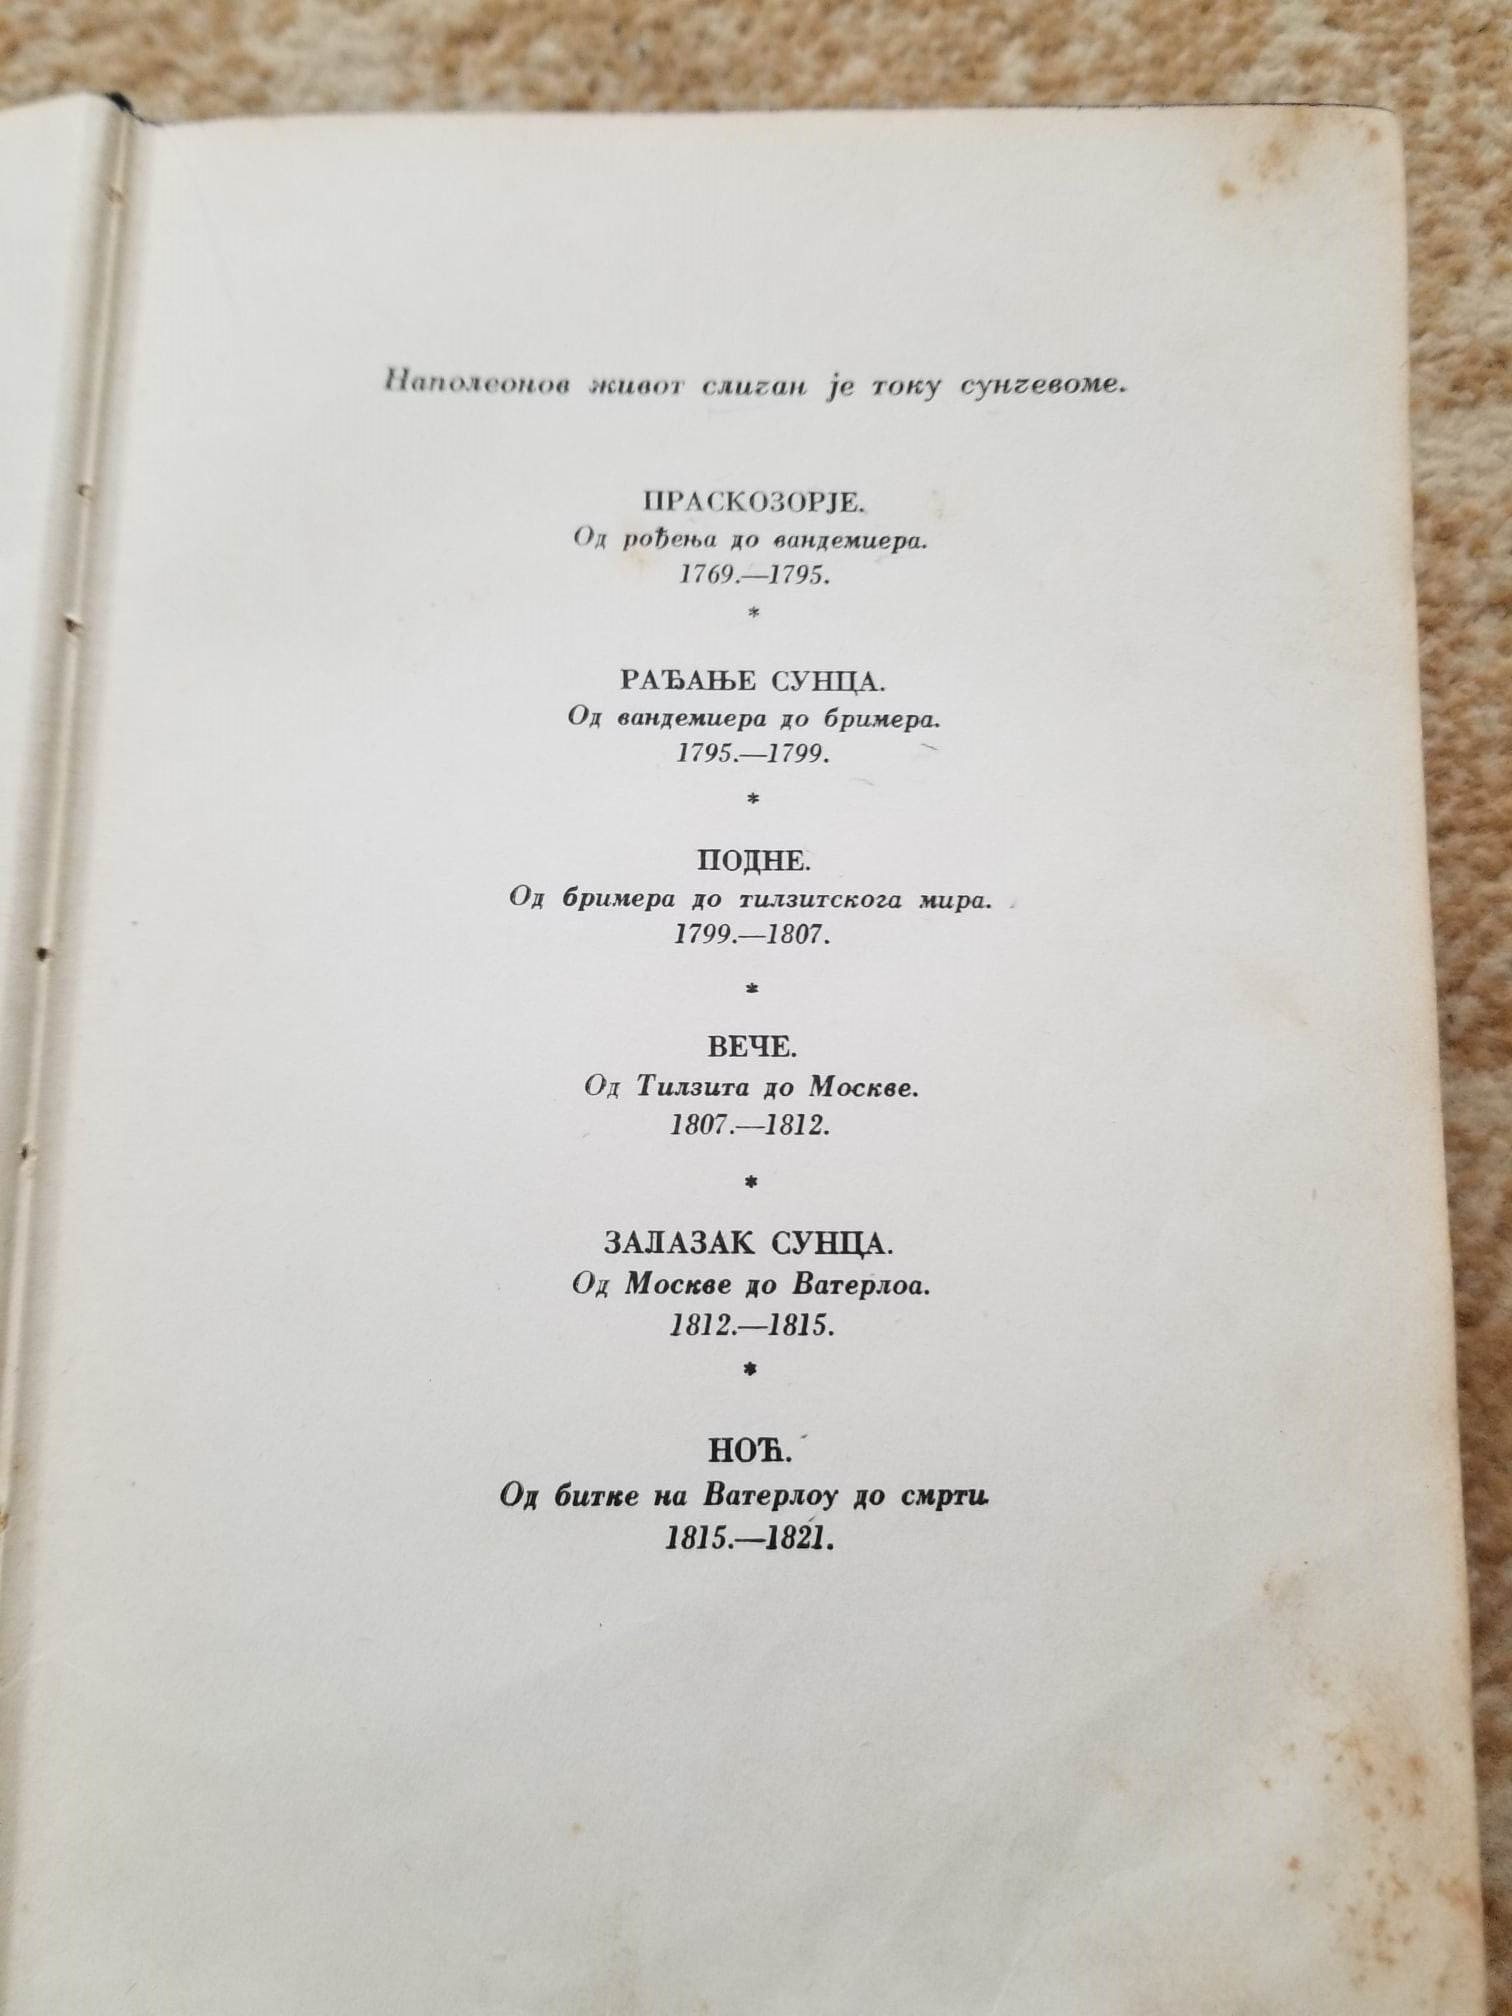 Наполеонов живот сличан је току сунчевоме.
ПРАСКОЗОРЈЕ.
Од рођења до вандемиера.
1769.—1795.
*
РАЂАЊЕ СУНЦА.
Од вандемиера до бримера.
1795.—1799.
*
ПОДНЕ.
Од бримера до тилзитскога мира.
1799.—1807.
*
ВЕЧЕ.
Од Тилзита до Москве.
1807.—1812.
*
ЗАЛАЗАК СУНЦА.
Од Москве до Ватерлоа.
1812.—1815.
*
НОЋ.
Од битке на Ватерлоу до смрти.
1815.—1821.